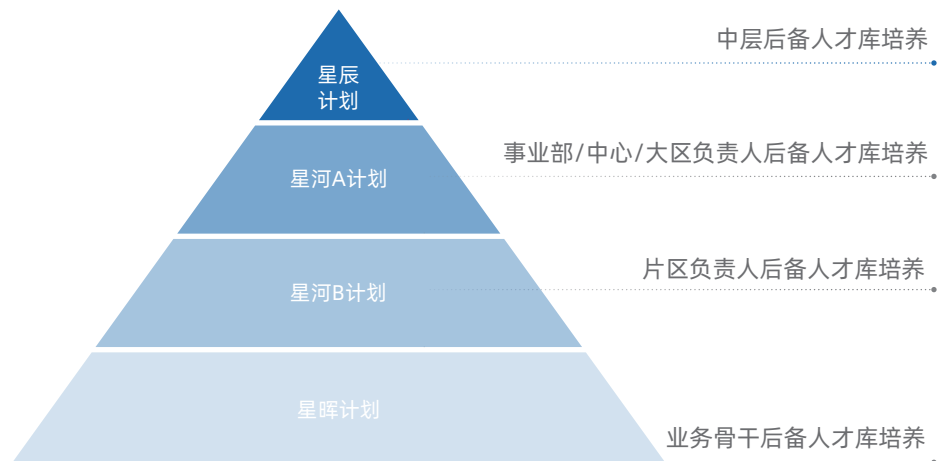 中层后备人才库培养
星辰
计划
事业部/中心/大区负责人后备人才库培养
星河A计划
片区负责人后备人才库培养
星河B计划
星晖计划
业务骨干后备人才库培养